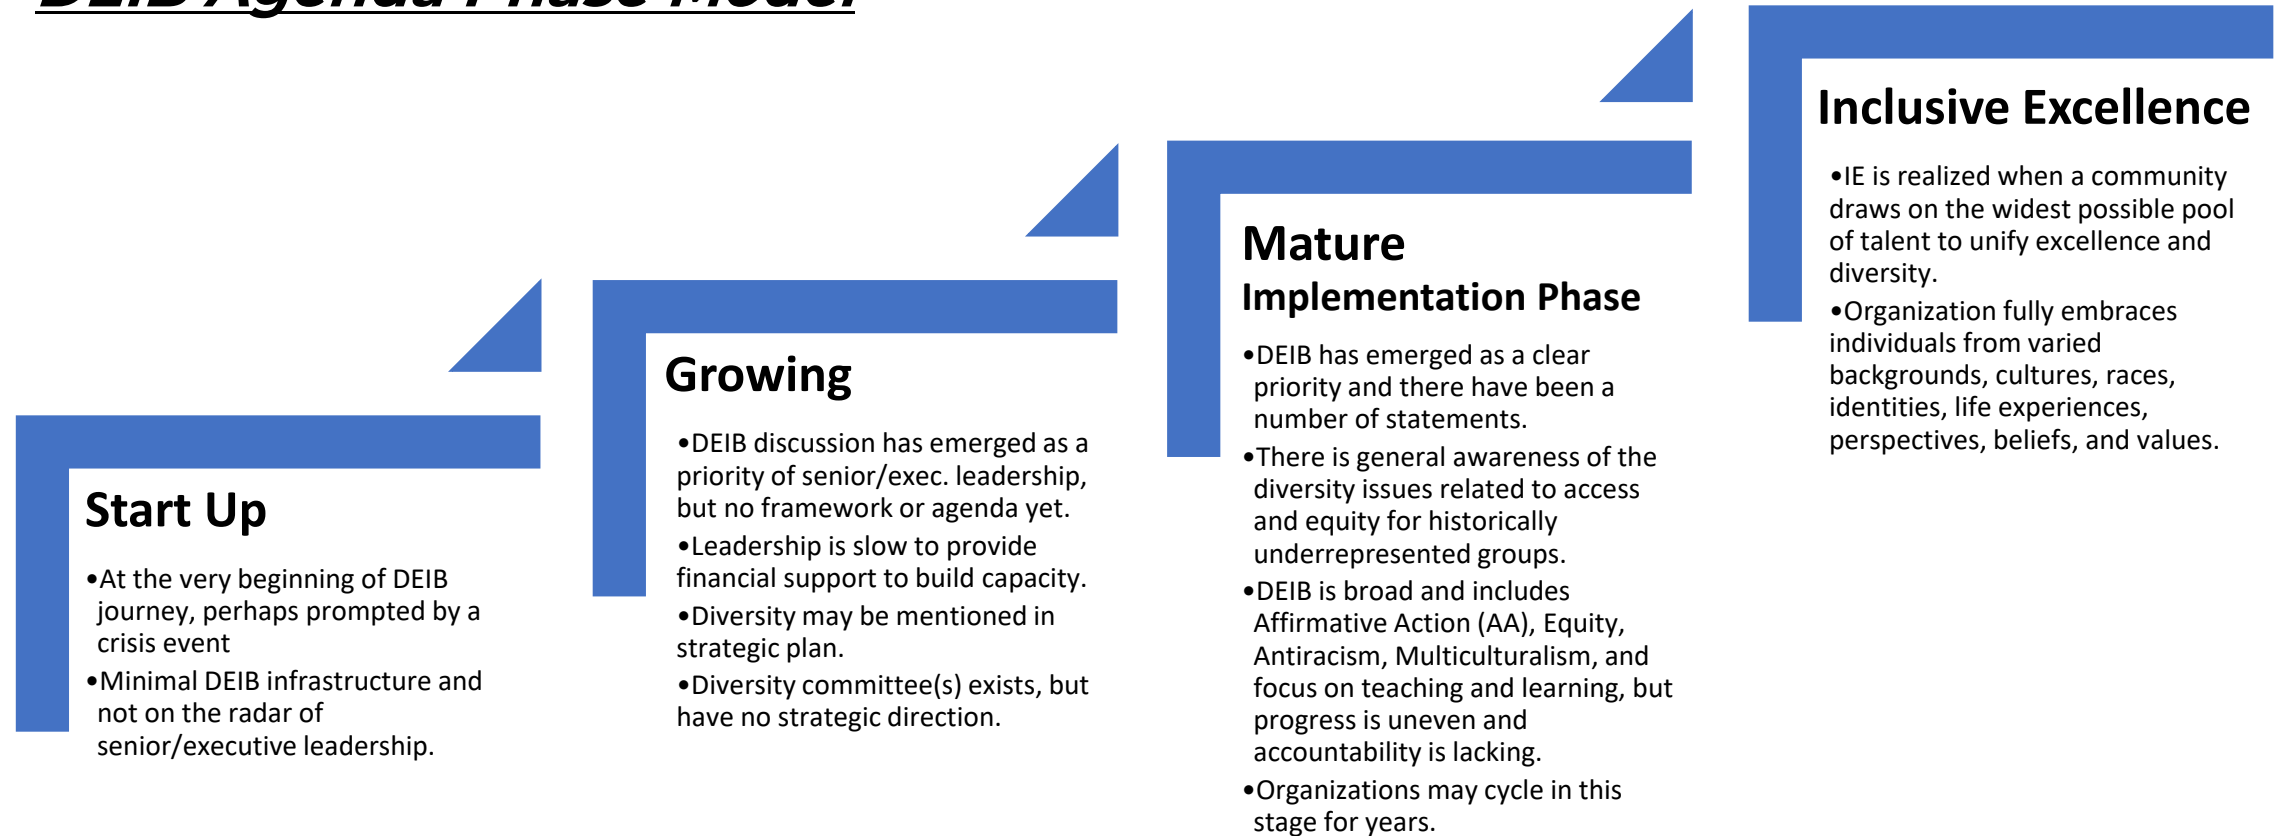 DEIB Agenda Phase Model
Start Up
•At the very beginning of DEIB
journey, perhaps prompted by a
crisis event
•Minimal DEIB infrastructure and
not on the radar of
senior/executive leadership.
Growing
•DEIB discussion has emerged as a
priority of senior/exec. leadership,
but no framework or agenda yet.
•Leadership is slow to provide
financial support to build capacity.
•Diversity may be mentioned in
strategic plan.
•Diversity committee(s) exists, but
have no strategic direction.
Mature
Implementation Phase
•DEIB has emerged as a clear
priority and there have been a
number of statements.
•There is general awareness of the
diversity issues related to access
and equity for historically
underrepresented groups.
•DEIB is broad and includes
Affirmative Action (AA), Equity,
Antiracism, Multiculturalism, and
focus on teaching and learning, but
progress is uneven and
accountability is lacking.
•Organizations may cycle in this
stage for years.
Inclusive Excellence
•IE is realized when a community
draws on the widest possible pool
of talent to unify excellence and
diversity.
•Organization fully embraces
individuals from varied
backgrounds, cultures, races,
identities, life experiences,
perspectives, beliefs, and values.